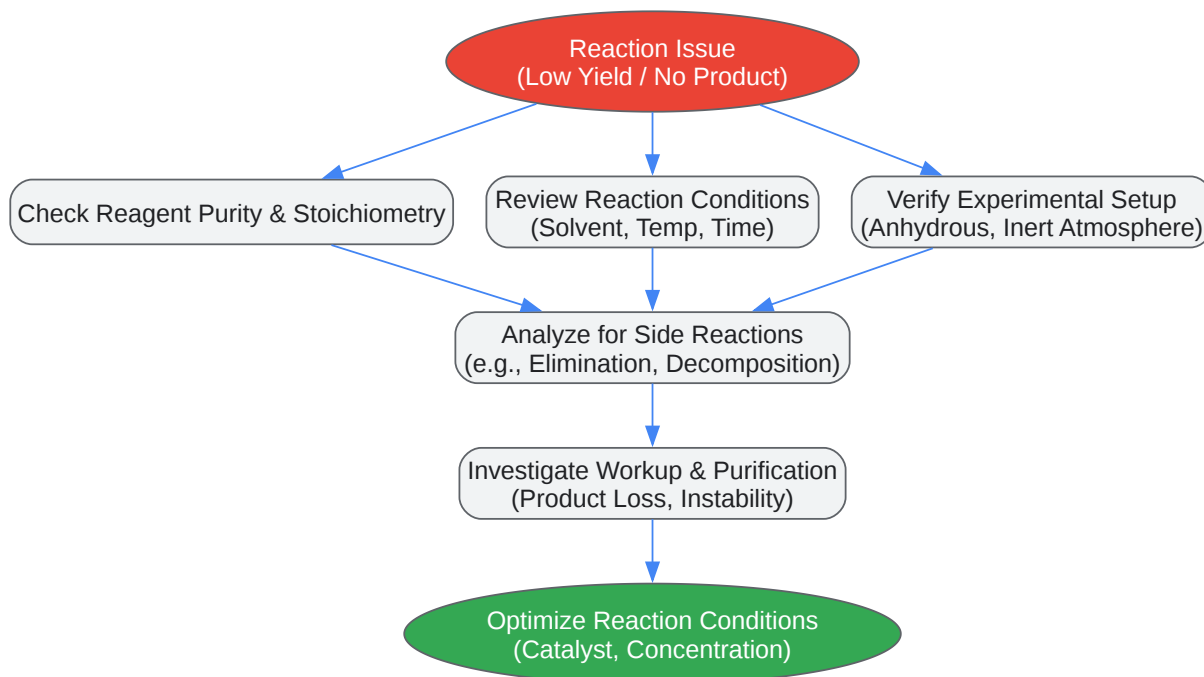 Reaction Issue
(Low Yield / No Product)
Check Reagent Purity & Stoichiometry
Review Reaction Conditions
(Solvent, Temp, Time)
Verify Experimental Setup
(Anhydrous, Inert Atmosphere)
Analyze for Side Reactions
(e.g., Elimination, Decomposition)
Investigate Workup & Purification
(Product Loss, Instability)
Optimize Reaction Conditions
(Catalyst, Concentration)